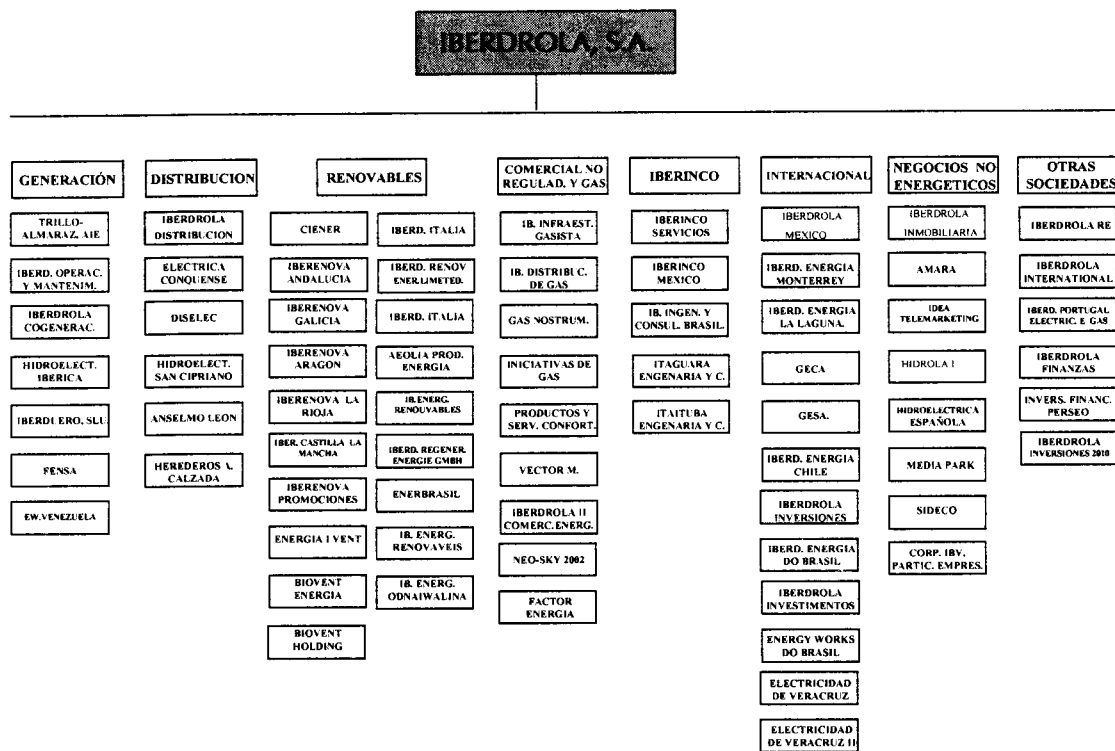 IBERDROLA, S.A.
GENERACIÓN
TRILLO-
ALMARAZ, AIE
IBERD. OPERAC.
Y MANTENIM.
IBERDROLA
COGENERAC.
HIDROELECT.
IBERICA
IBERDUERO, SLU
FENSA
EW.VENEZUELA
DISTRIBUCION
IBERDROLA
DISTRIBUCION
ELECTRICA
CONQUENSE
DISELEC
HIDROELECT.
SAN CIPRIANO
ANSELMO LEON
HEREDEROS A.
CALZADA
RENOVABLES
CIENER
IBERENOVA
ANDALUCIA
IBERENOVA
GALICIA
IBERENOVA
ARAGON
IBERENOVA LA
RIOJA
IBER. CASTILLA LA
MANCHA
IBERENOVA
PROMOCIONES
ENERGIA I VENT
BIOVENT
ENERGIA
BIOVENT
HOLDING
IBERD. ITALIA
IBERD. RENOV
ENER.LIMETED.
IBERD. ITALIA
AEOLIA PROD.
ENERGIA
IB.ENERG.
RENOUVABLES
IBERD. REGENER.
ENERGIE GMBH
ENERBRASIL
IB. ENERG.
RENOVAVEIS
IB. ENERG.
ODNAIWALINA
COMERCIAL NO
REGULAD. Y GAS
IB. INFRAEST.
GASISTA
IB. DISTRIBUC.
DE GAS
GAS NOSTRUM.
INICIATIVAS DE
GAS
PRODUCTOS Y
SERV. CONFORT.
VECTOR M.
IBERDROLA II
COMERC.ENERG.
NEO-SKY 2002
FACTOR
ENERGIA
IBERINCO
IBERINCO
SERVICIOS
IBERINCO
MEXICO
IB. INGEN. Y
CONSUL. BRASIL.
ITAGUARA
ENGENARIA Y C.
ITAITUBA
ENGENARIA Y C.
INTERNACIONAL
IBERDROLA
MEXICO
IBERD. ENERGIA
MONTERREY
IBERD. ENERGIA
LA LAGUNA.
GECA
GESA.
IBERD. ENERGIA
CHILE
IBERDROLA
INVERSIONES
IBERD. ENERGIA
DO BRASIL
IBERDROLA
INVESTIMENTOS
ENERGY WORKS
DO BRASIL
ELECTRICIDAD
DE VERACRUZ
ELECTRICIDAD
DE VERACRUZ II
NEGOCIOS NO
ENERGETICOS
IBERDROLA
INMOBILIARIA
AMARA
IDEA
TELEMARKETING
HIDROLA I
HIDROELECTRICA
ESPAÑOLA
MEDIA PARK
SIDECO
CORP. IBV,
PARTIC. EMPRES.
OTRAS
SOCIEDADES
IBERDROLA RE
IBERDROLA
INTERNATIONAL
IBERD. PORTUGAL
ELECTRIC. E GAS
IBERDROLA
FINANZAS
INVERS. FINANC.
PERSEO
IBERDROLA
INVERSIONES 2010